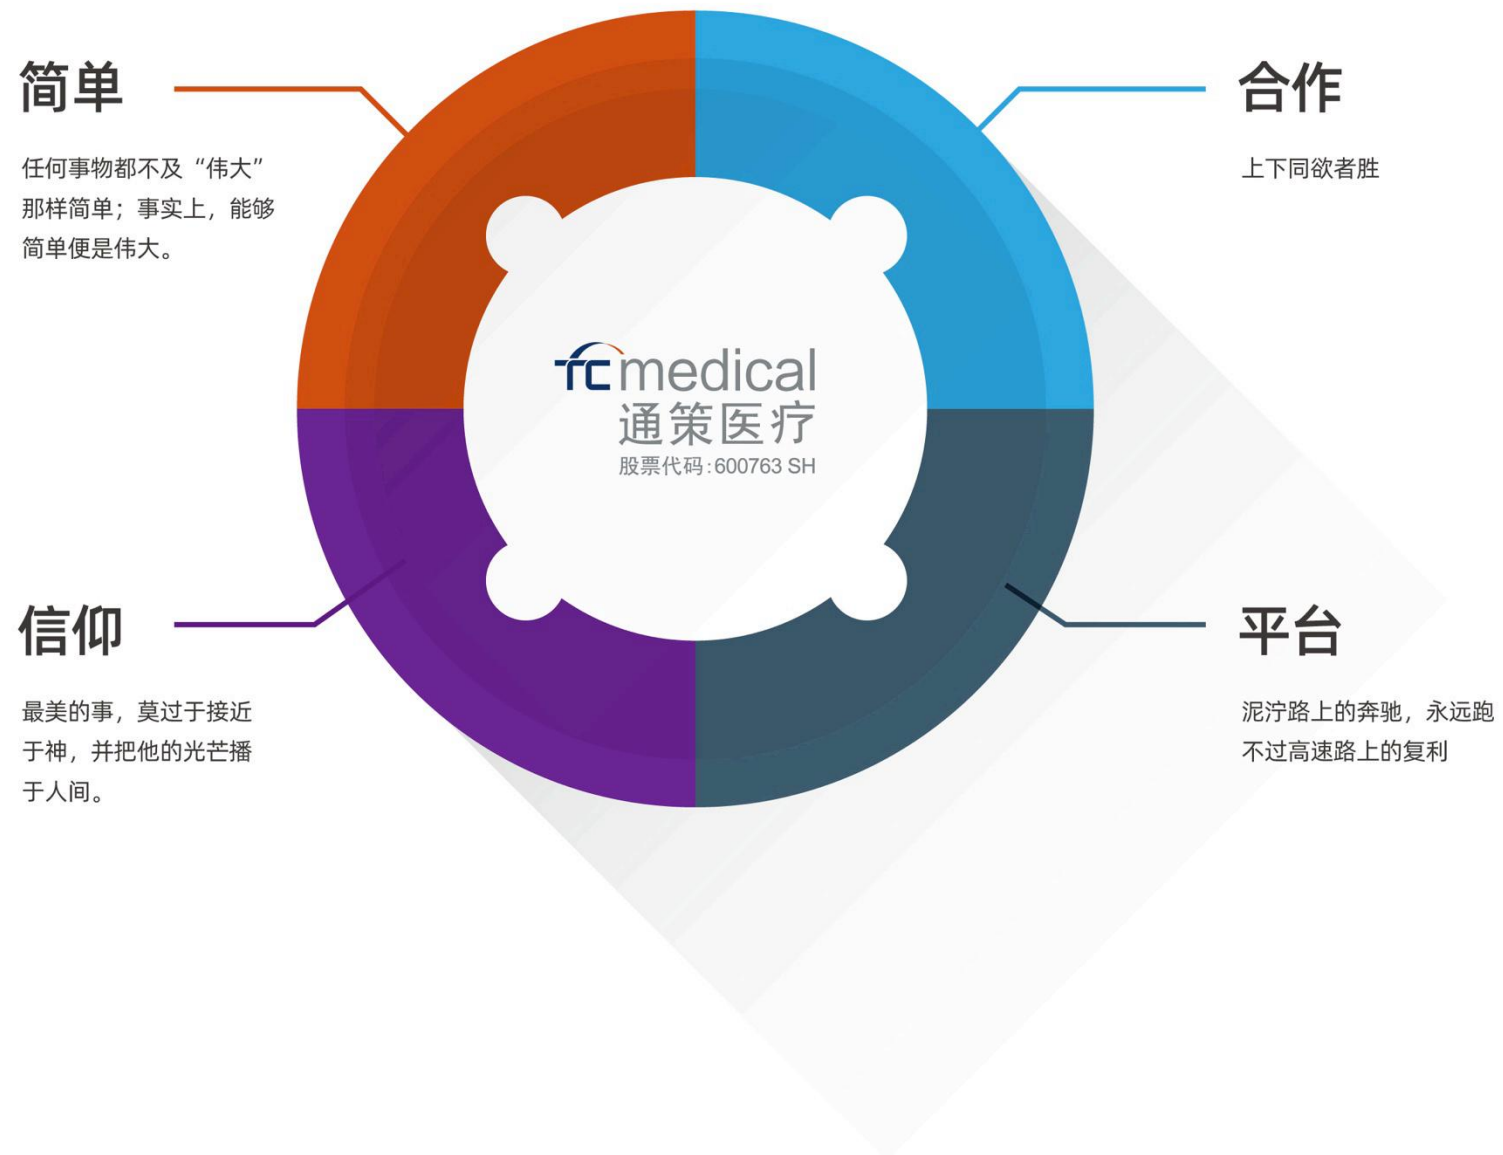 简单
任何事物都不及“伟大”
那样简单；事实上，能够
简单便是伟大。
合作
上下同欲者胜
tc medical
通策医疗
股票代码:600763 SH
信仰
最美的事，莫过于接近
于神，并把他的光芒播
于人间。
平台
泥泞路上的奔驰，永远跑
不过高速路上的复利